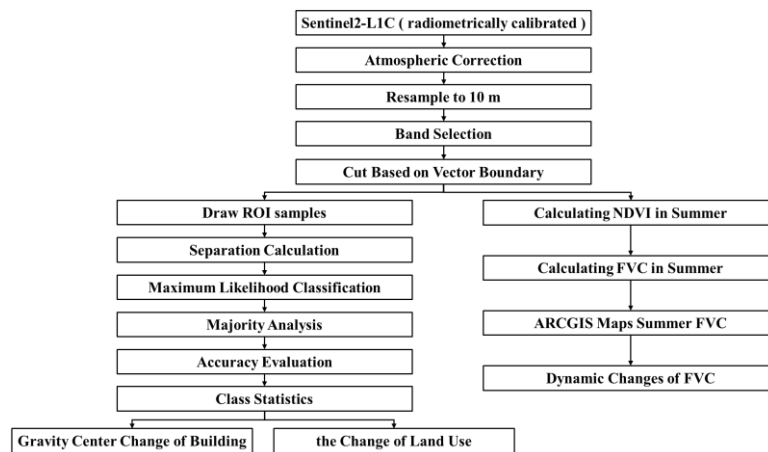 Sentinel2-L1C ( radiometrically calibrated )
Atmospheric Correction
Resample to 10 m
Band Selection
Cut Based on Vector Boundary
Draw ROI samples
Separation Calculation
Maximum Likelihood Classification
Majority Analysis
Accuracy Evaluation
Class Statistics
Gravity Center Change of Building
the Change of Land Use
Calculating NDVI in Summer
Calculating FVC in Summer
ARCGIS Maps Summer FVC
Dynamic Changes of FVC